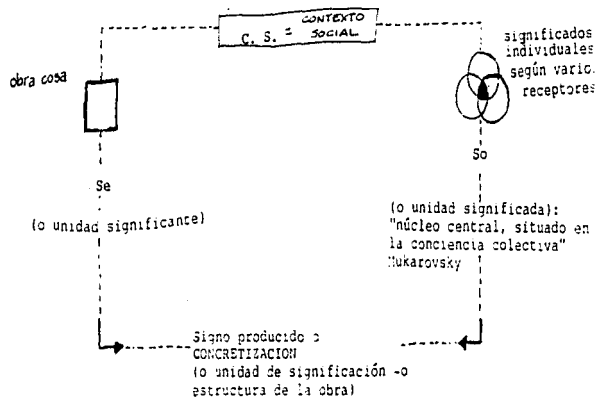 C. S. = CONTEXTO
SOCIAL
significados
individuales
según varios
receptores
obra cosa
So
Se
(o unidad significante)
(o unidad significada):
"núcleo central, situado en
la conciencia colectiva"
Mukarovsky
Signo producido o
CONCRETIZACION
(o unidad de significación -o
estructura de la obra)